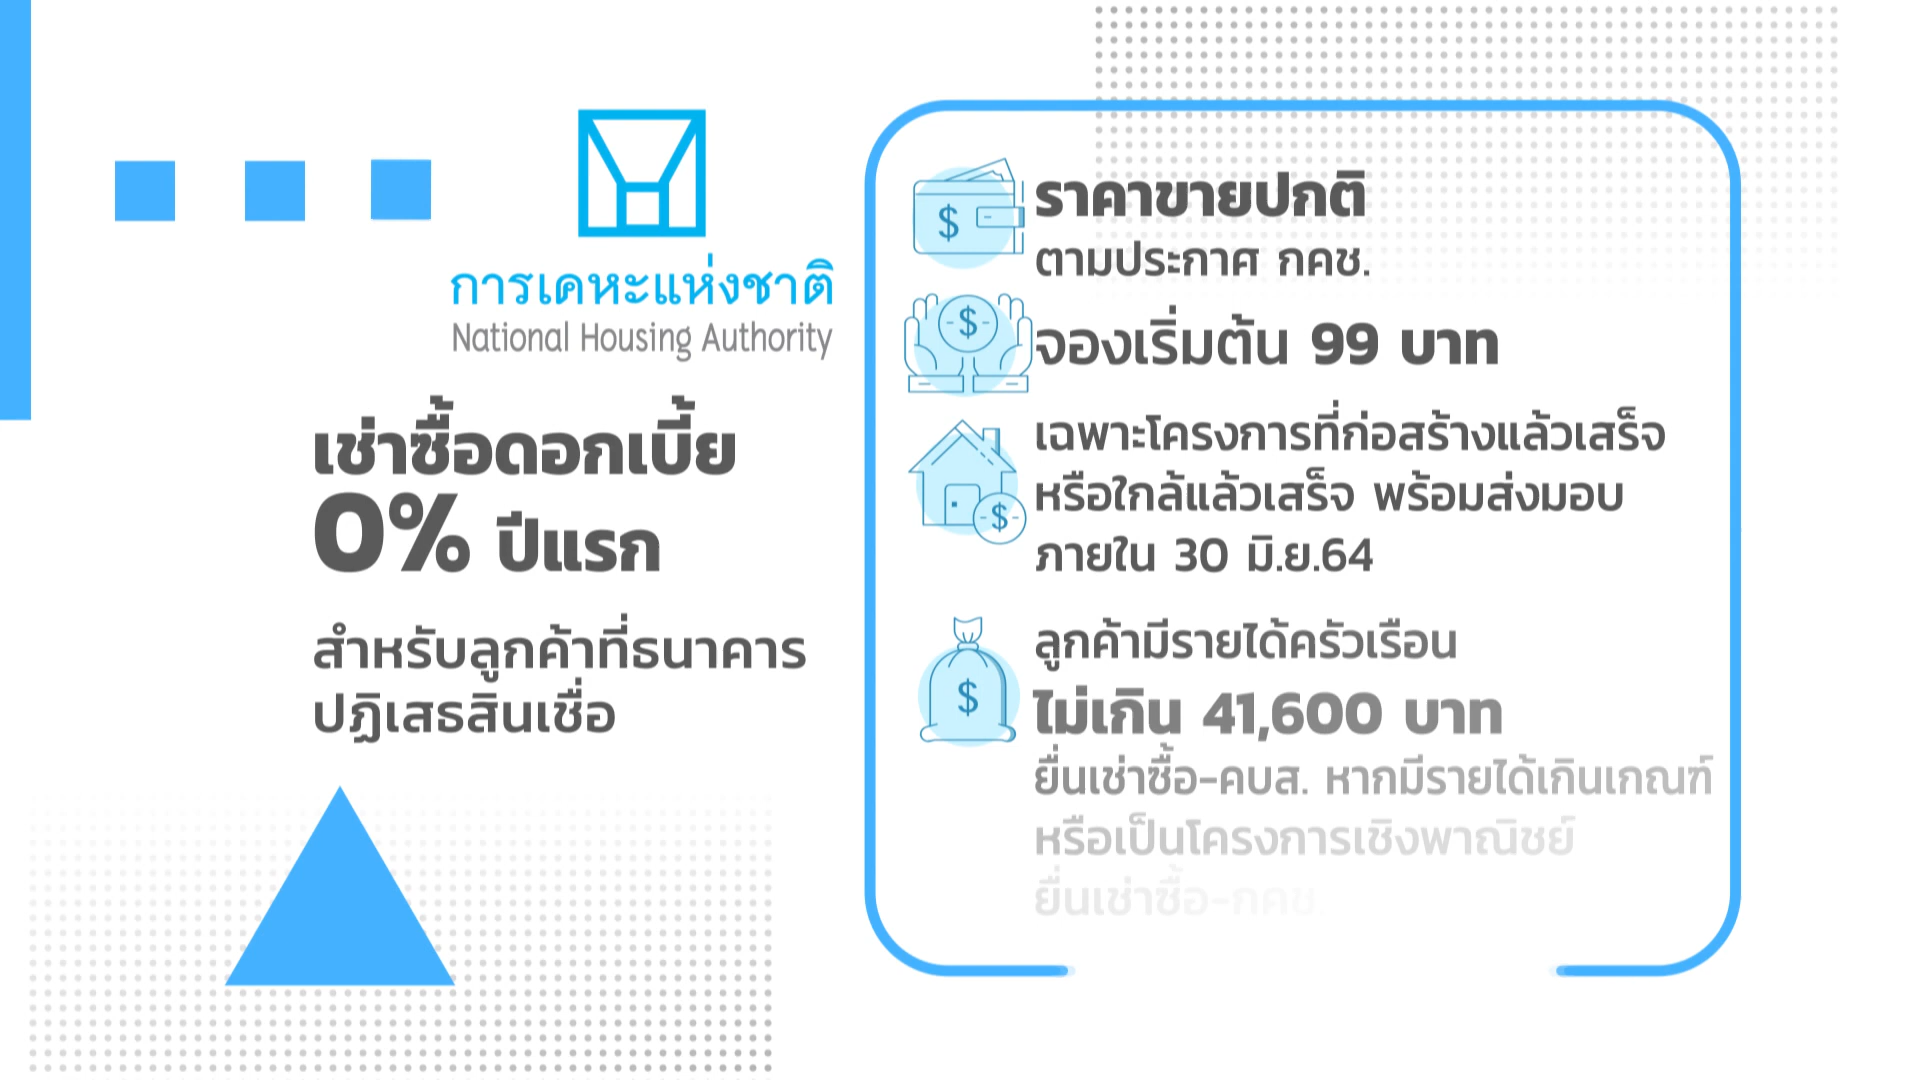 การเคหะแห่งชาติ
National Housing Authority
เช่าซื้อดอกเบี้ย
0% ปีแรก
สำหรับลูกค้าที่ธนาคาร
ปฏิเสธสินเชื่อ
ราคาขายปกติ
ตามประกาศ กคช.
จองเริ่มต้น 99 บาท
เฉพาะโครงการที่ก่อสร้างแล้วเสร็จ
หรือใกล้แล้วเสร็จ พร้อมส่งมอบ
ภายใน 30 มิ.ย.64
ลูกค้ามีรายได้ครัวเรือน
ไม่เกิน 41,600 บาท
ยื่นเช่าซื้อ-คบส. หากมีรายได้เกินเกณฑ์
หรือเป็นโครงการเชิงพาณิชย์
ยื่นเช่าซื้อ-กคช.